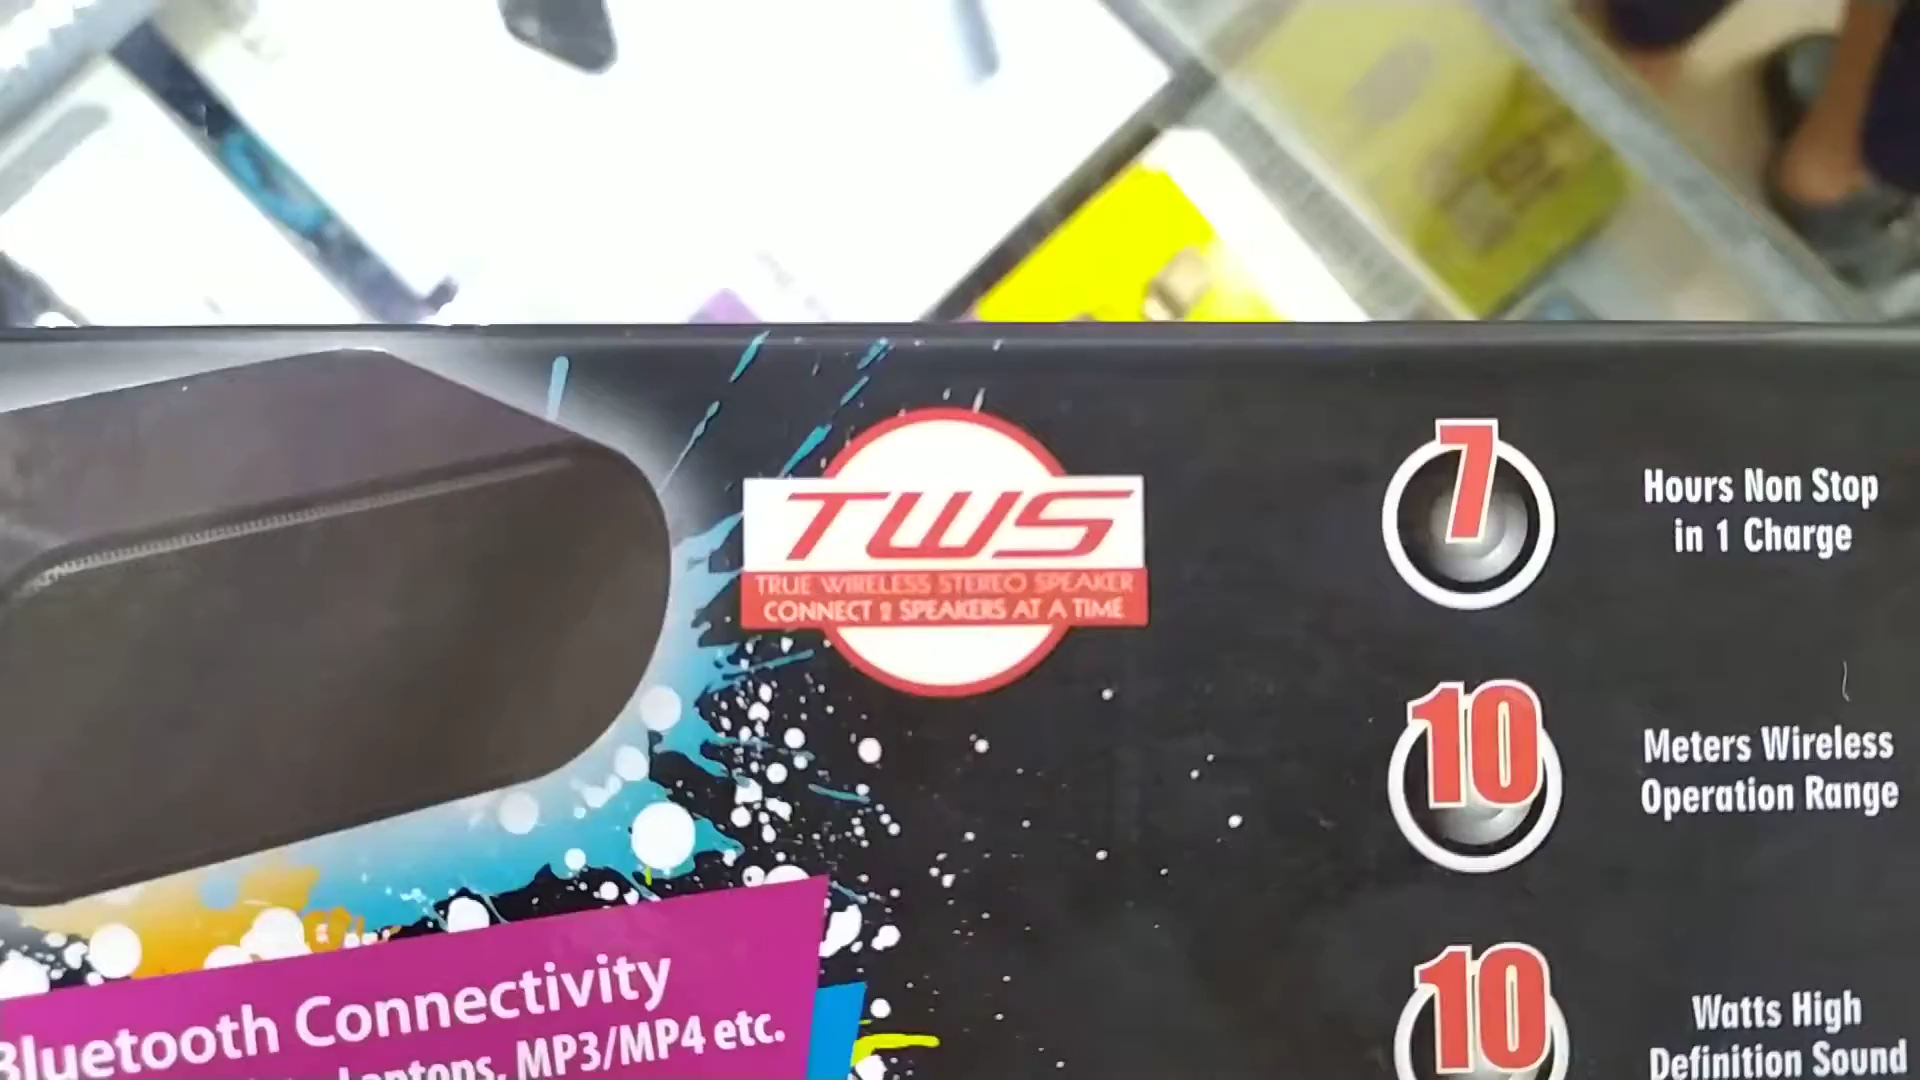 TWS
TRUE WIRELESS STEREO SPEAKER
CONNECT 2 SPEAKERS AT A TIME
7
Hours Non Stop
in 1 Charge
10
Meters Wireless
Operation Range
10
Watts High
Definition Sound
Bluetooth Connectivity
Laptops, MP3/MP4 etc.